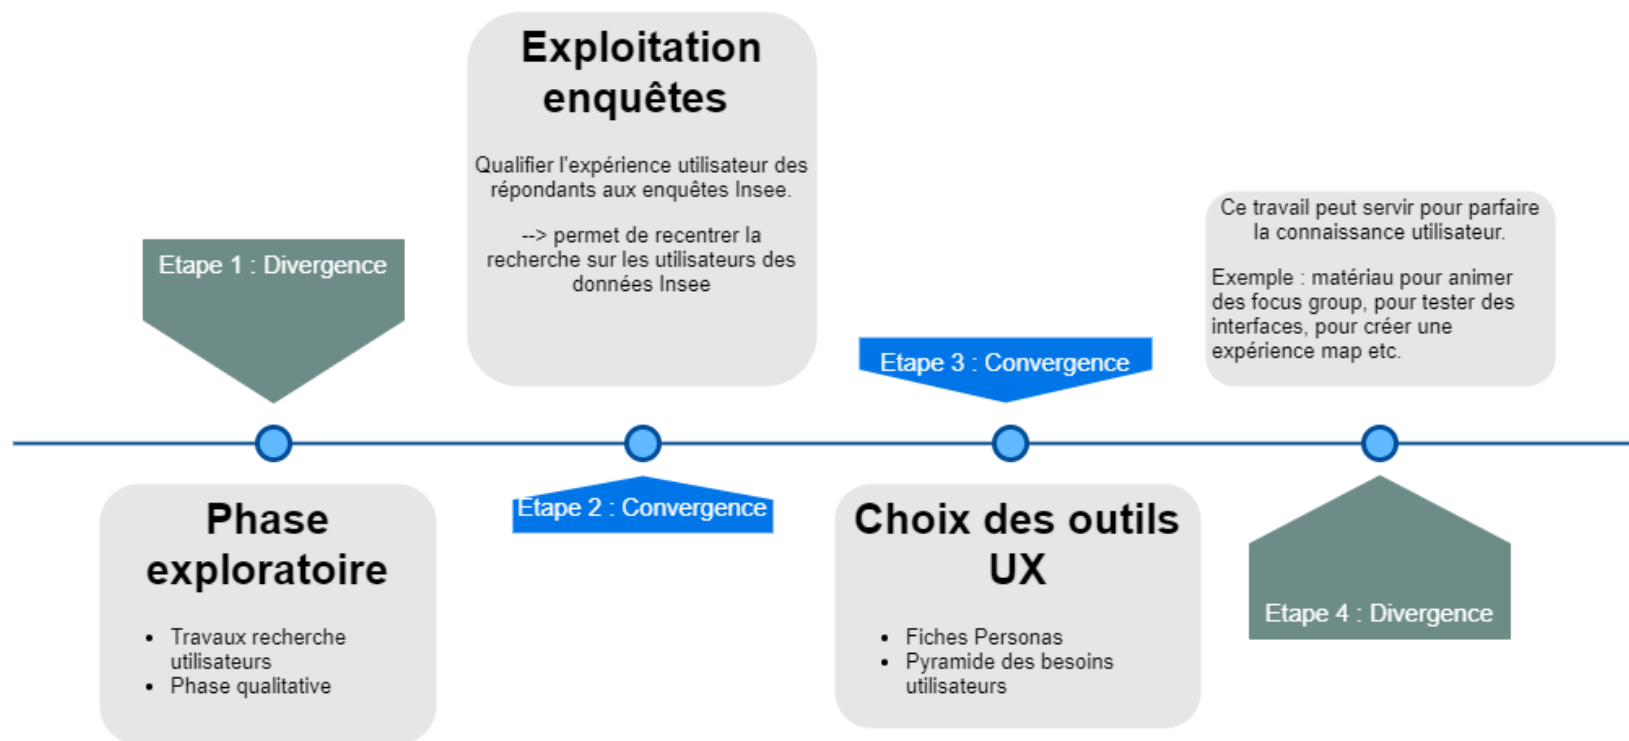 Etape 1 : Divergence
Phase
exploratoire
• Travaux recherche
utilisateurs
• Phase qualitative
Exploitation
enquêtes
Qualifier l'expérience utilisateur des
répondants aux enquêtes Insee.
--> permet de recentrer la
recherche sur les utilisateurs des
données Insee
Etape 2 : Convergence
Etape 3 : Convergence
Choix des outils
UX
• Fiches Personas
• Pyramide des besoins
utilisateurs
Ce travail peut servir pour parfaire
la connaissance utilisateur.
Exemple : matériau pour animer
des focus group, pour tester des
interfaces, pour créer une
expérience map etc.
Etape 4 : Divergence